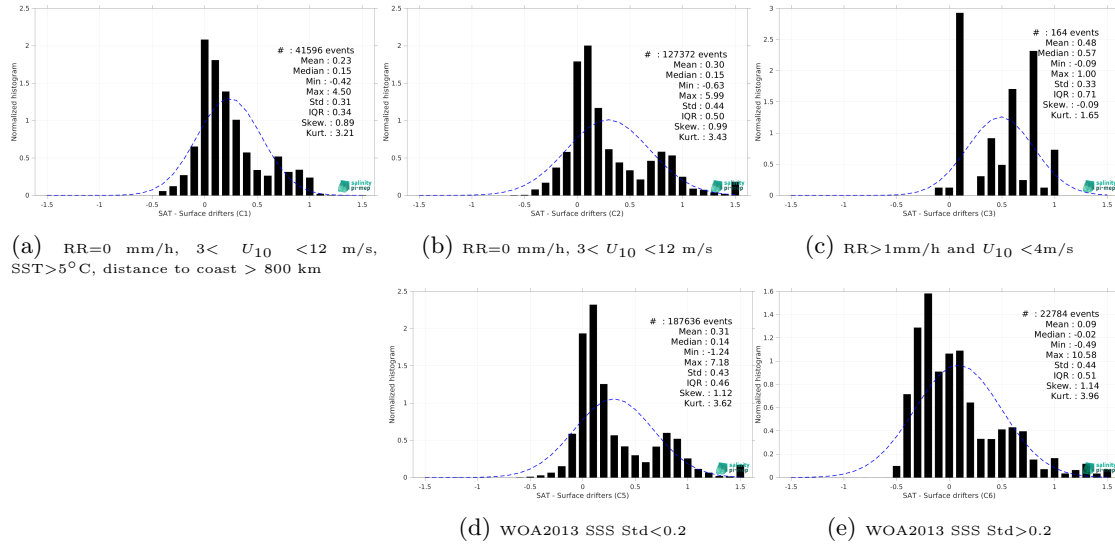 2.5
2
1.5
1
0.5
0
Normalized histogram
-1.5 -1 -0.5 0 0.5 1 1.5
SAT - Surface drifters (C1)
# : 41596 events
Mean : 0.23
Median : 0.15
Min : -0.42
Max : 4.50
Std : 0.31
IQR : 0.34
Skew. : 0.89
Kurt. : 3.21
salinity
pi-mep
(a) RR=0 mm/h, 3< U10 <12 m/s,
SST>5°C, distance to coast > 800 km
2.5
2
1.5
1
0.5
0
Normalized histogram
-1.5 -1 -0.5 0 0.5 1 1.5
SAT - Surface drifters (C2)
# : 127372 events
Mean : 0.30
Median : 0.15
Min : -0.63
Max : 5.99
Std : 0.44
IQR : 0.50
Skew. : 0.99
Kurt. : 3.43
salinity
pi-mep
(b) RR=0 mm/h, 3< U10 <12 m/s
3
2.5
2
1.5
1
0.5
0
Normalized histogram
-1.5 -1 -0.5 0 0.5 1 1.5
SAT - Surface drifters (C3)
# : 164 events
Mean : 0.48
Median : 0.57
Min : -0.09
Max : 1.00
Std : 0.33
IQR : 0.71
Skew. : -0.09
Kurt. : 1.65
salinity
pi-mep
(c) RR>1mm/h and U10 <4m/s
2.5
2
1.5
1
0.5
0
Normalized histogram
-1.5 -1 -0.5 0 0.5 1 1.5
SAT - Surface drifters (C5)
# : 187636 events
Mean : 0.31
Median : 0.14
Min : -1.24
Max : 7.18
Std : 0.43
IQR : 0.46
Skew. : 1.12
Kurt. : 3.62
salinity
pi-mep
(d) WOA2013 SSS Std<0.2
1.6
1.4
1.2
1
0.8
0.6
0.4
0.2
0
Normalized histogram
-1.5 -1 -0.5 0 0.5 1 1.5
SAT - Surface drifters (C6)
# : 22784 events
Mean : 0.09
Median : -0.02
Min : -0.49
Max : 10.58
Std : 0.44
IQR : 0.51
Skew. : 1.14
Kurt. : 3.96
salinity
pi-mep
(e) WOA2013 SSS Std>0.2